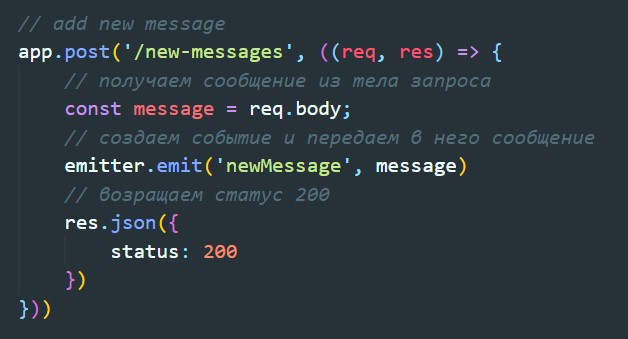 // add new message
app.post('/new-messages', ((req, res) => {
// получаем сообщение из тела запроса
const message = req.body;
// создаем событие и передаем в него сообщение
emitter.emit('newMessage', message)
// возращаем статус 200
res.json({
status: 200
})
}))